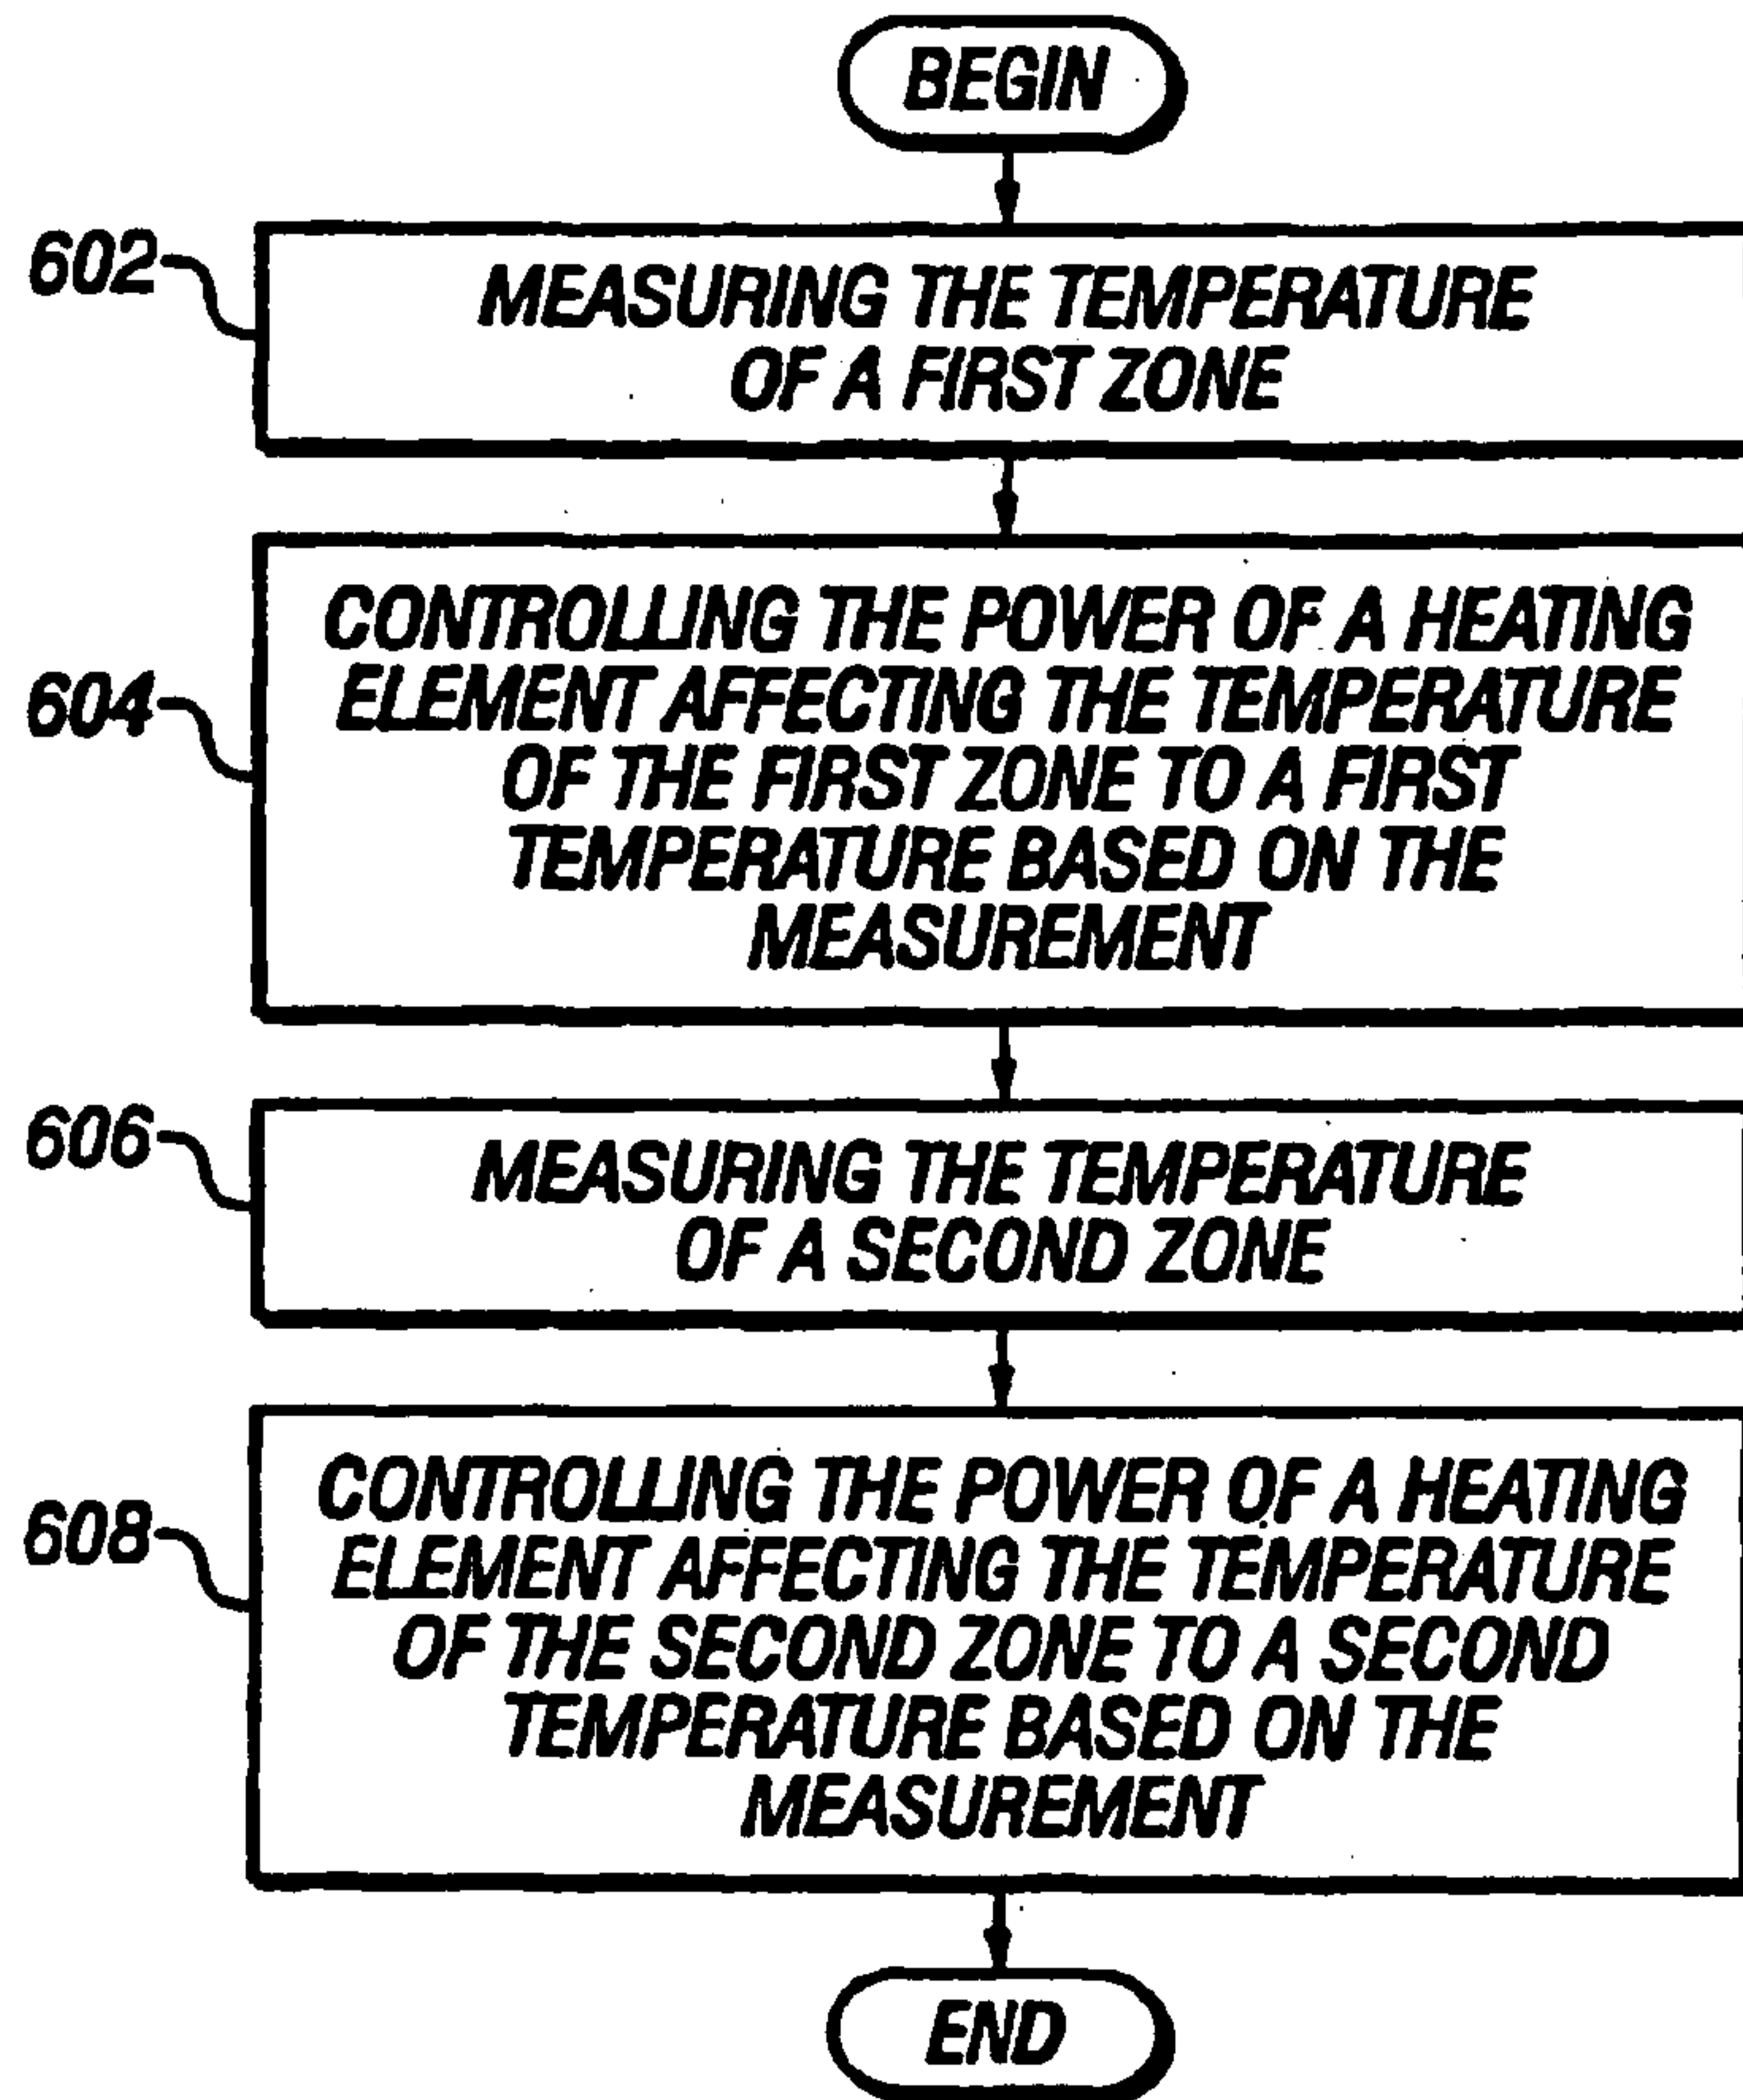 BEGIN
602
MEASURING THE TEMPERATURE
OF A FIRST ZONE
604
CONTROLLING THE POWER OF A HEATING
ELEMENT AFFECTING THE TEMPERATURE
OF THE FIRST ZONE TO A FIRST
TEMPERATURE BASED ON THE
MEASUREMENT
606
MEASURING THE TEMPERATURE
OF A SECOND ZONE
608
CONTROLLING THE POWER OF A HEATING
ELEMENT AFFECTING THE TEMPERATURE
OF THE SECOND ZONE TO A SECOND
TEMPERATURE BASED ON THE
MEASUREMENT
END